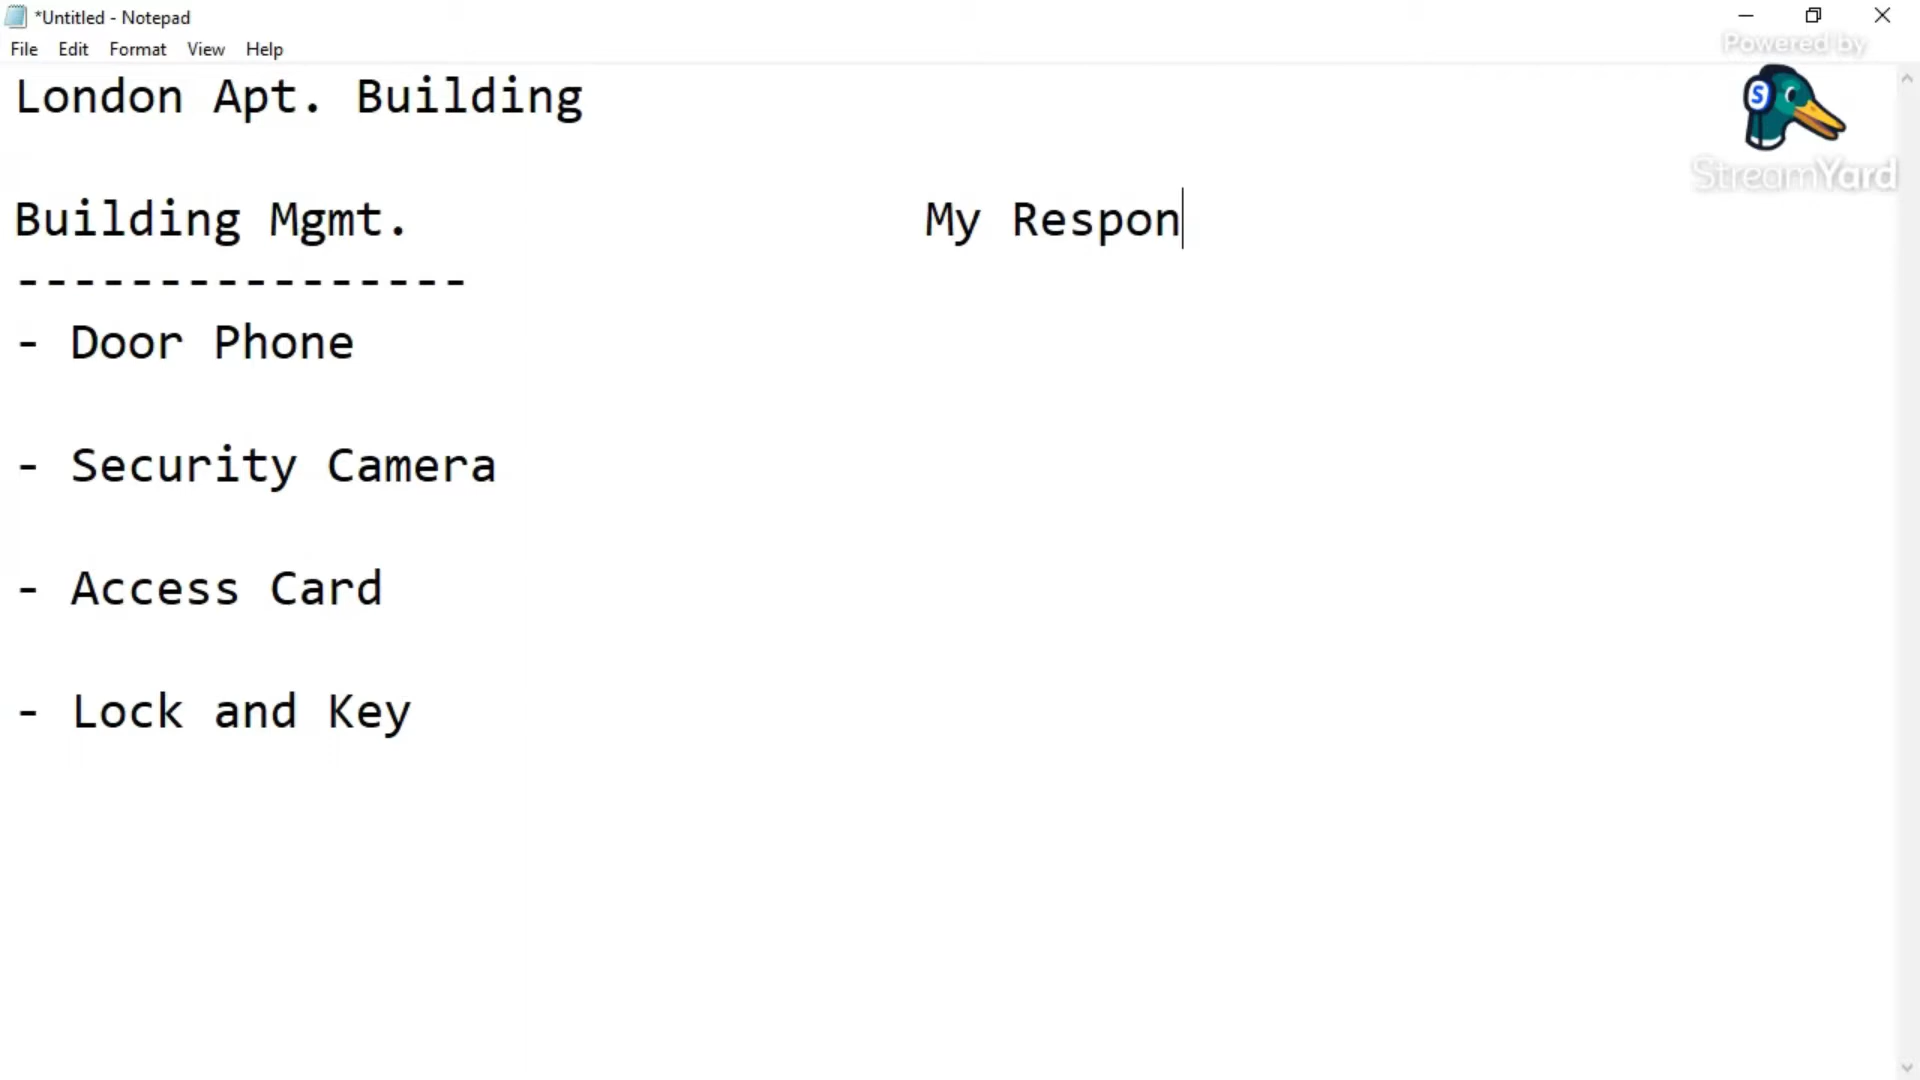 *Untitled - Notepad
File Edit Format View Help
Powered by
S
StreamYard
London Apt. Building
Building Mgmt. My Respon
----------------
- Door Phone
- Security Camera
- Access Card
- Lock and Key